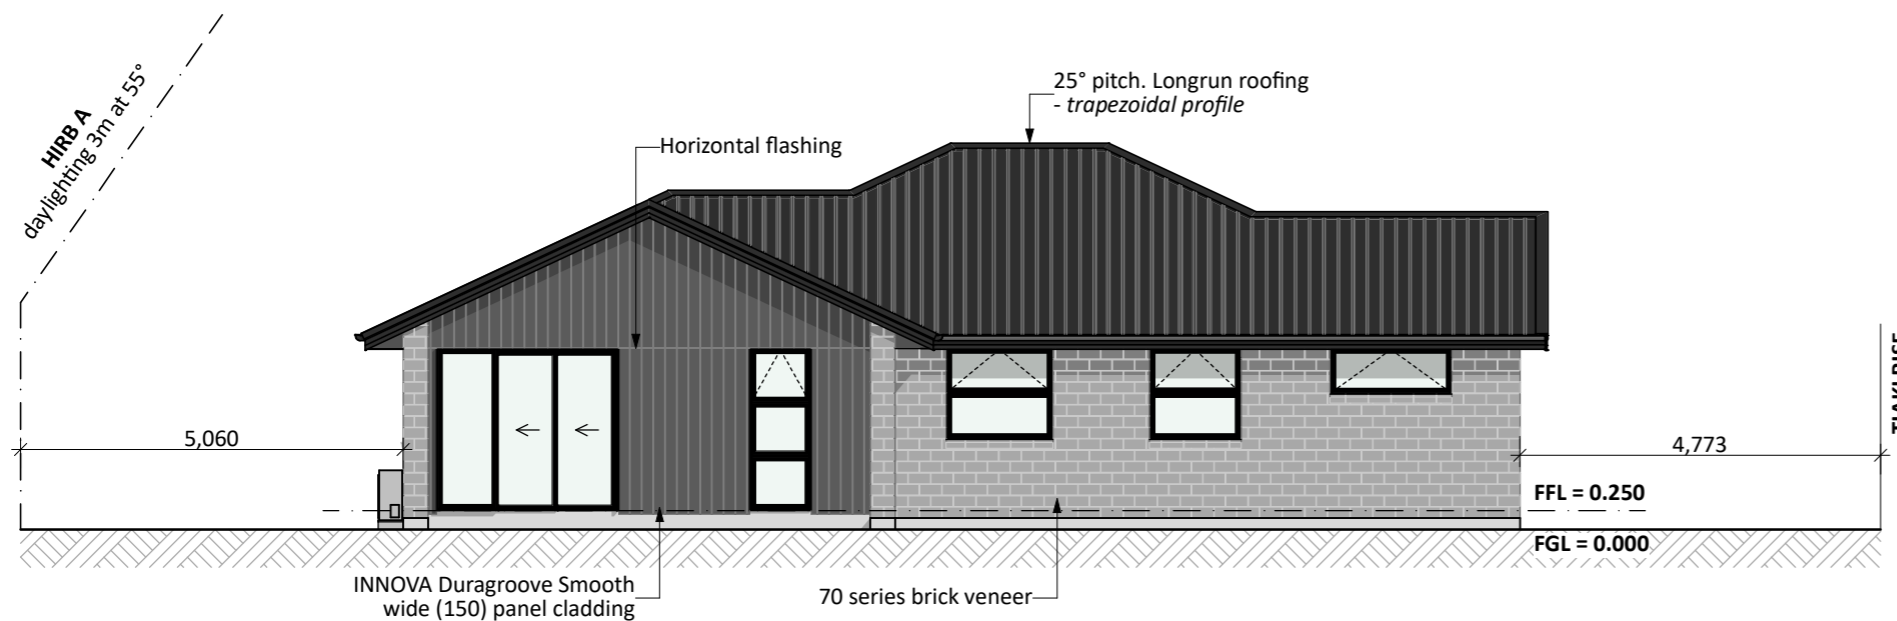 HIRB A
daylighting 3m at 55°
25° pitch. Longrun roofing
- trapezoidal profile
Horizontal flashing
5,060
4,773
FFL = 0.250
FGL = 0.000
INNOVA Duragroove Smooth
wide (150) panel cladding
70 series brick veneer